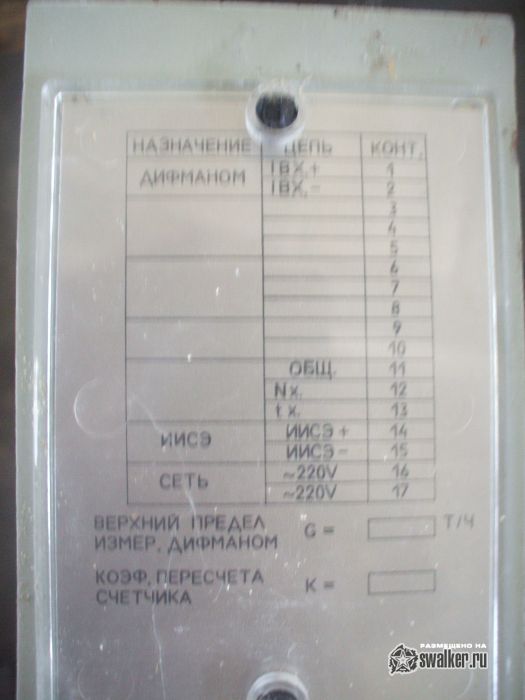 НАЗНАЧЕНИЕ ЦЕПЬ КОНТ.
ДИФМАНОМ IВХ.+ 1
IВХ.− 2
3
4
5
6
7
8
9
10
ОБЩ. 11
Nх. 12
tх. 13
ИИСЭ ИИСЭ + 14
ИИСЭ − 15
СЕТЬ ~220V 16
~220V 17
ВЕРХНИЙ ПРЕДЕЛ
ИЗМЕР. ДИФМАНОМ G = Т/Ч
КОЭФ. ПЕРЕСЧЕТА
СЧЕТЧИКА K =
РАЗМЕЩЕНО НА
swalker.ru